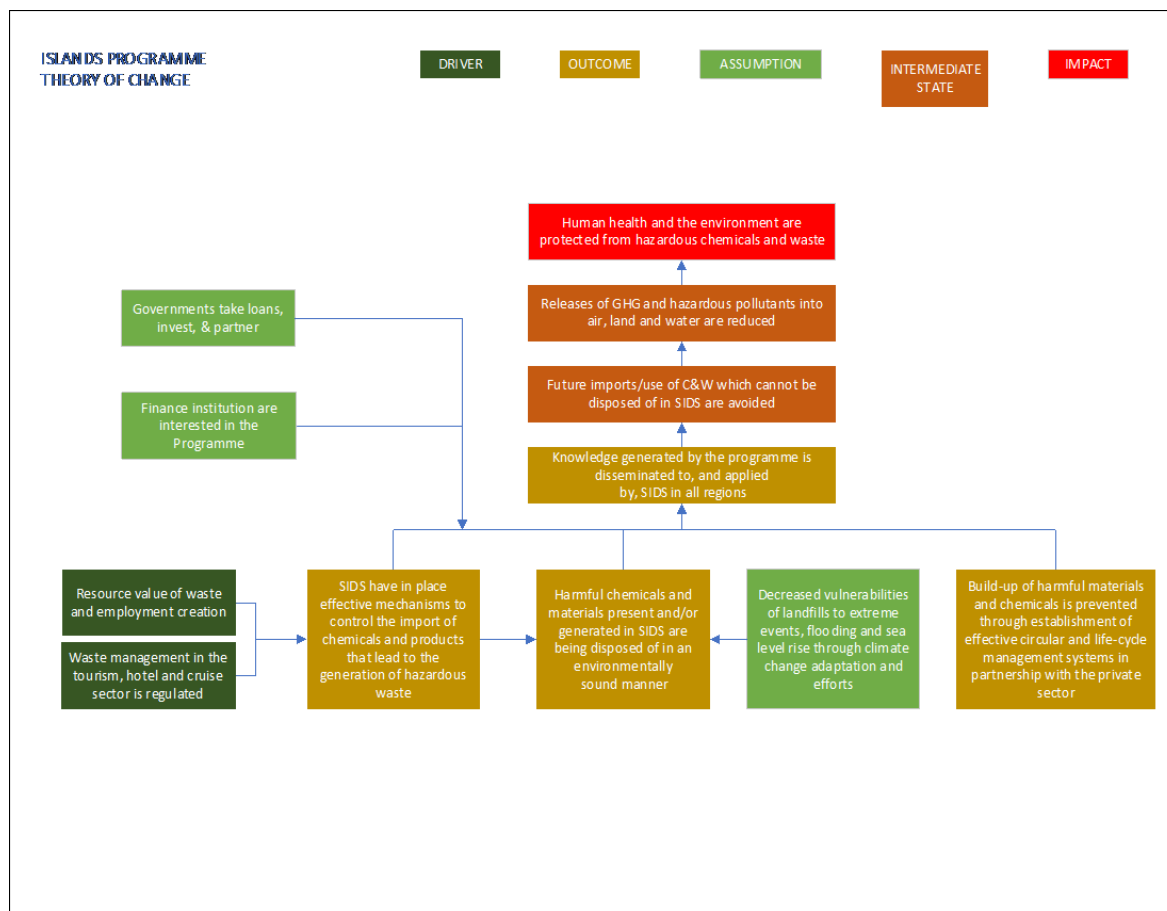 ISLANDS PROGRAMME
THEORY OF CHANGE
DRIVER
OUTCOME
ASSUMPTION
INTERMEDIATE
STATE
IMPACT
Human health and the environment are
protected from hazardous chemicals and waste
Governments take loans,
invest, & partner
Releases of GHG and hazardous pollutants into
air, land and water are reduced
Finance institution are
interested in the
Programme
Future imports/use of C&W which cannot be
disposed of in SIDS are avoided
Knowledge generated by the programme is
disseminated to, and applied
by, SIDS in all regions
Resource value of waste
and employment creation
Waste management in the
tourism, hotel and cruise
sector is regulated
SIDS have in place
effective mechanisms to
control the import of
chemicals and products
that lead to the
generation of hazardous
waste
Harmful chemicals and
materials present and/or
generated in SIDS are
being disposed of in an
environmentally
sound manner
Decreased vulnerabilities
of landfills to extreme
events, flooding and sea
level rise through climate
change adaptation and
efforts
Build-up of harmful materials
and chemicals is prevented
through establishment of
effective circular and life-cycle
management systems in
partnership with the private
sector